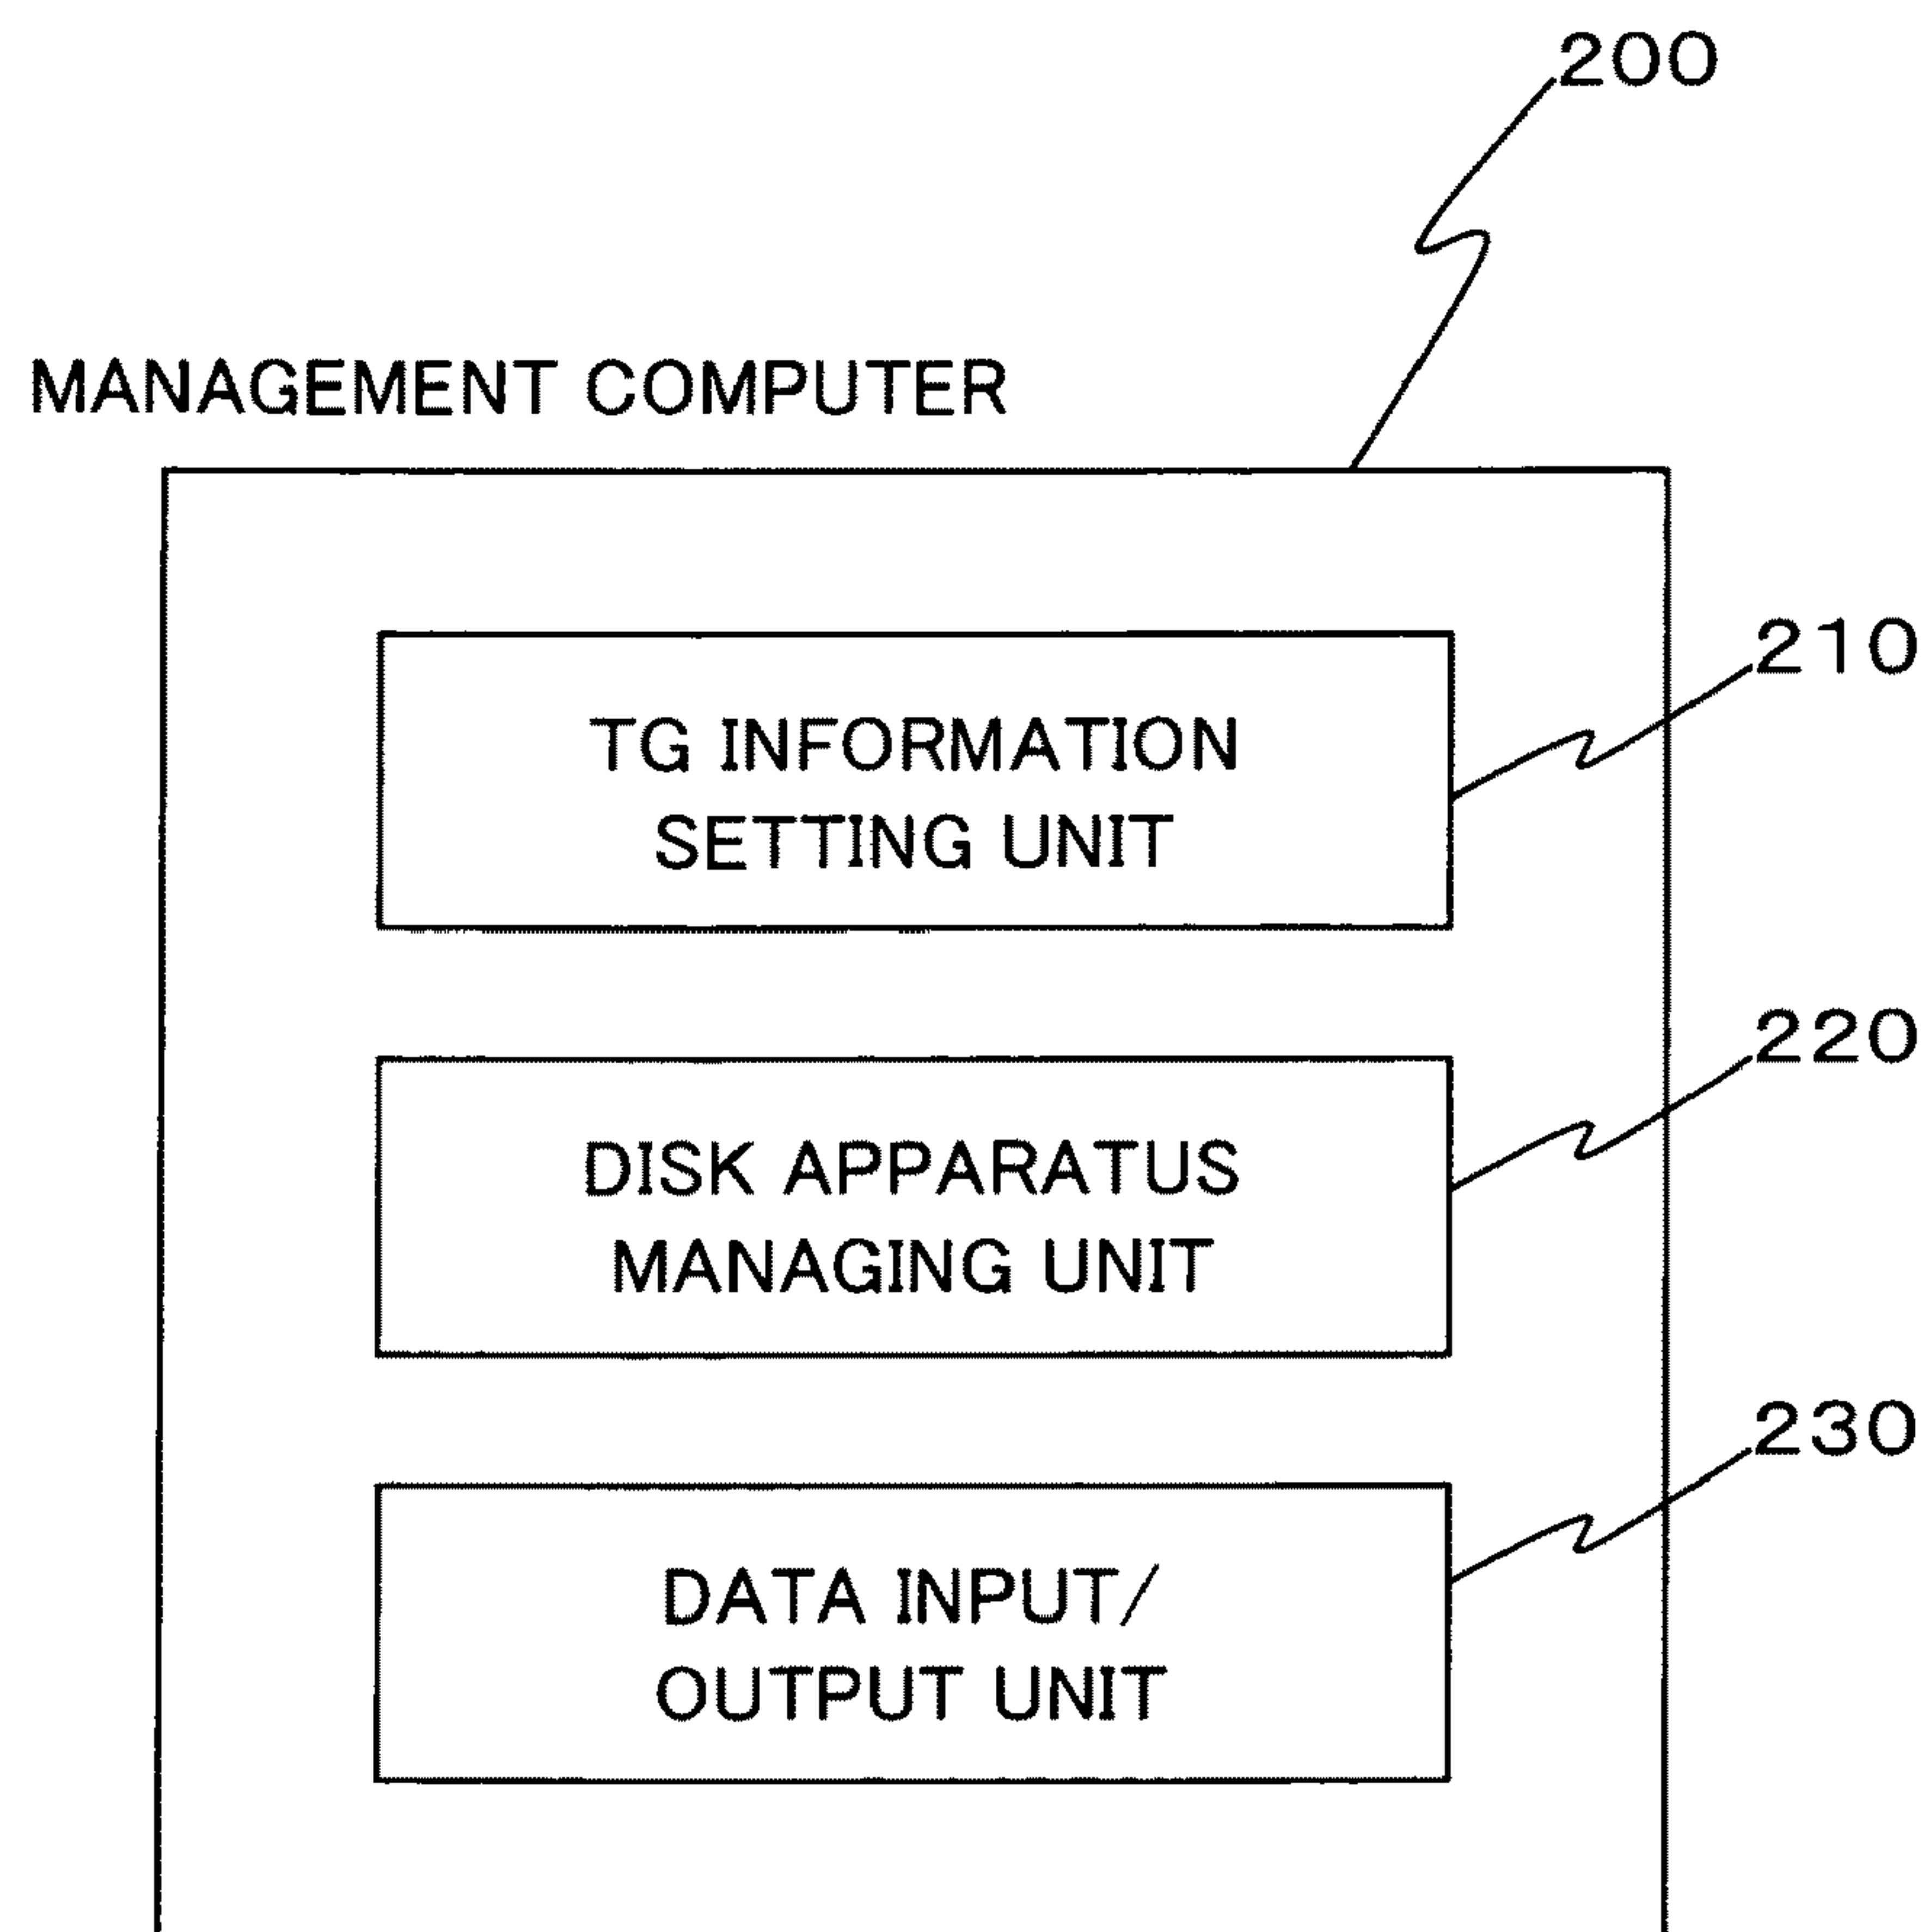 200
MANAGEMENT COMPUTER
210
TG INFORMATION
SETTING UNIT
220
DISK APPARATUS
MANAGING UNIT
230
DATA INPUT/
OUTPUT UNIT